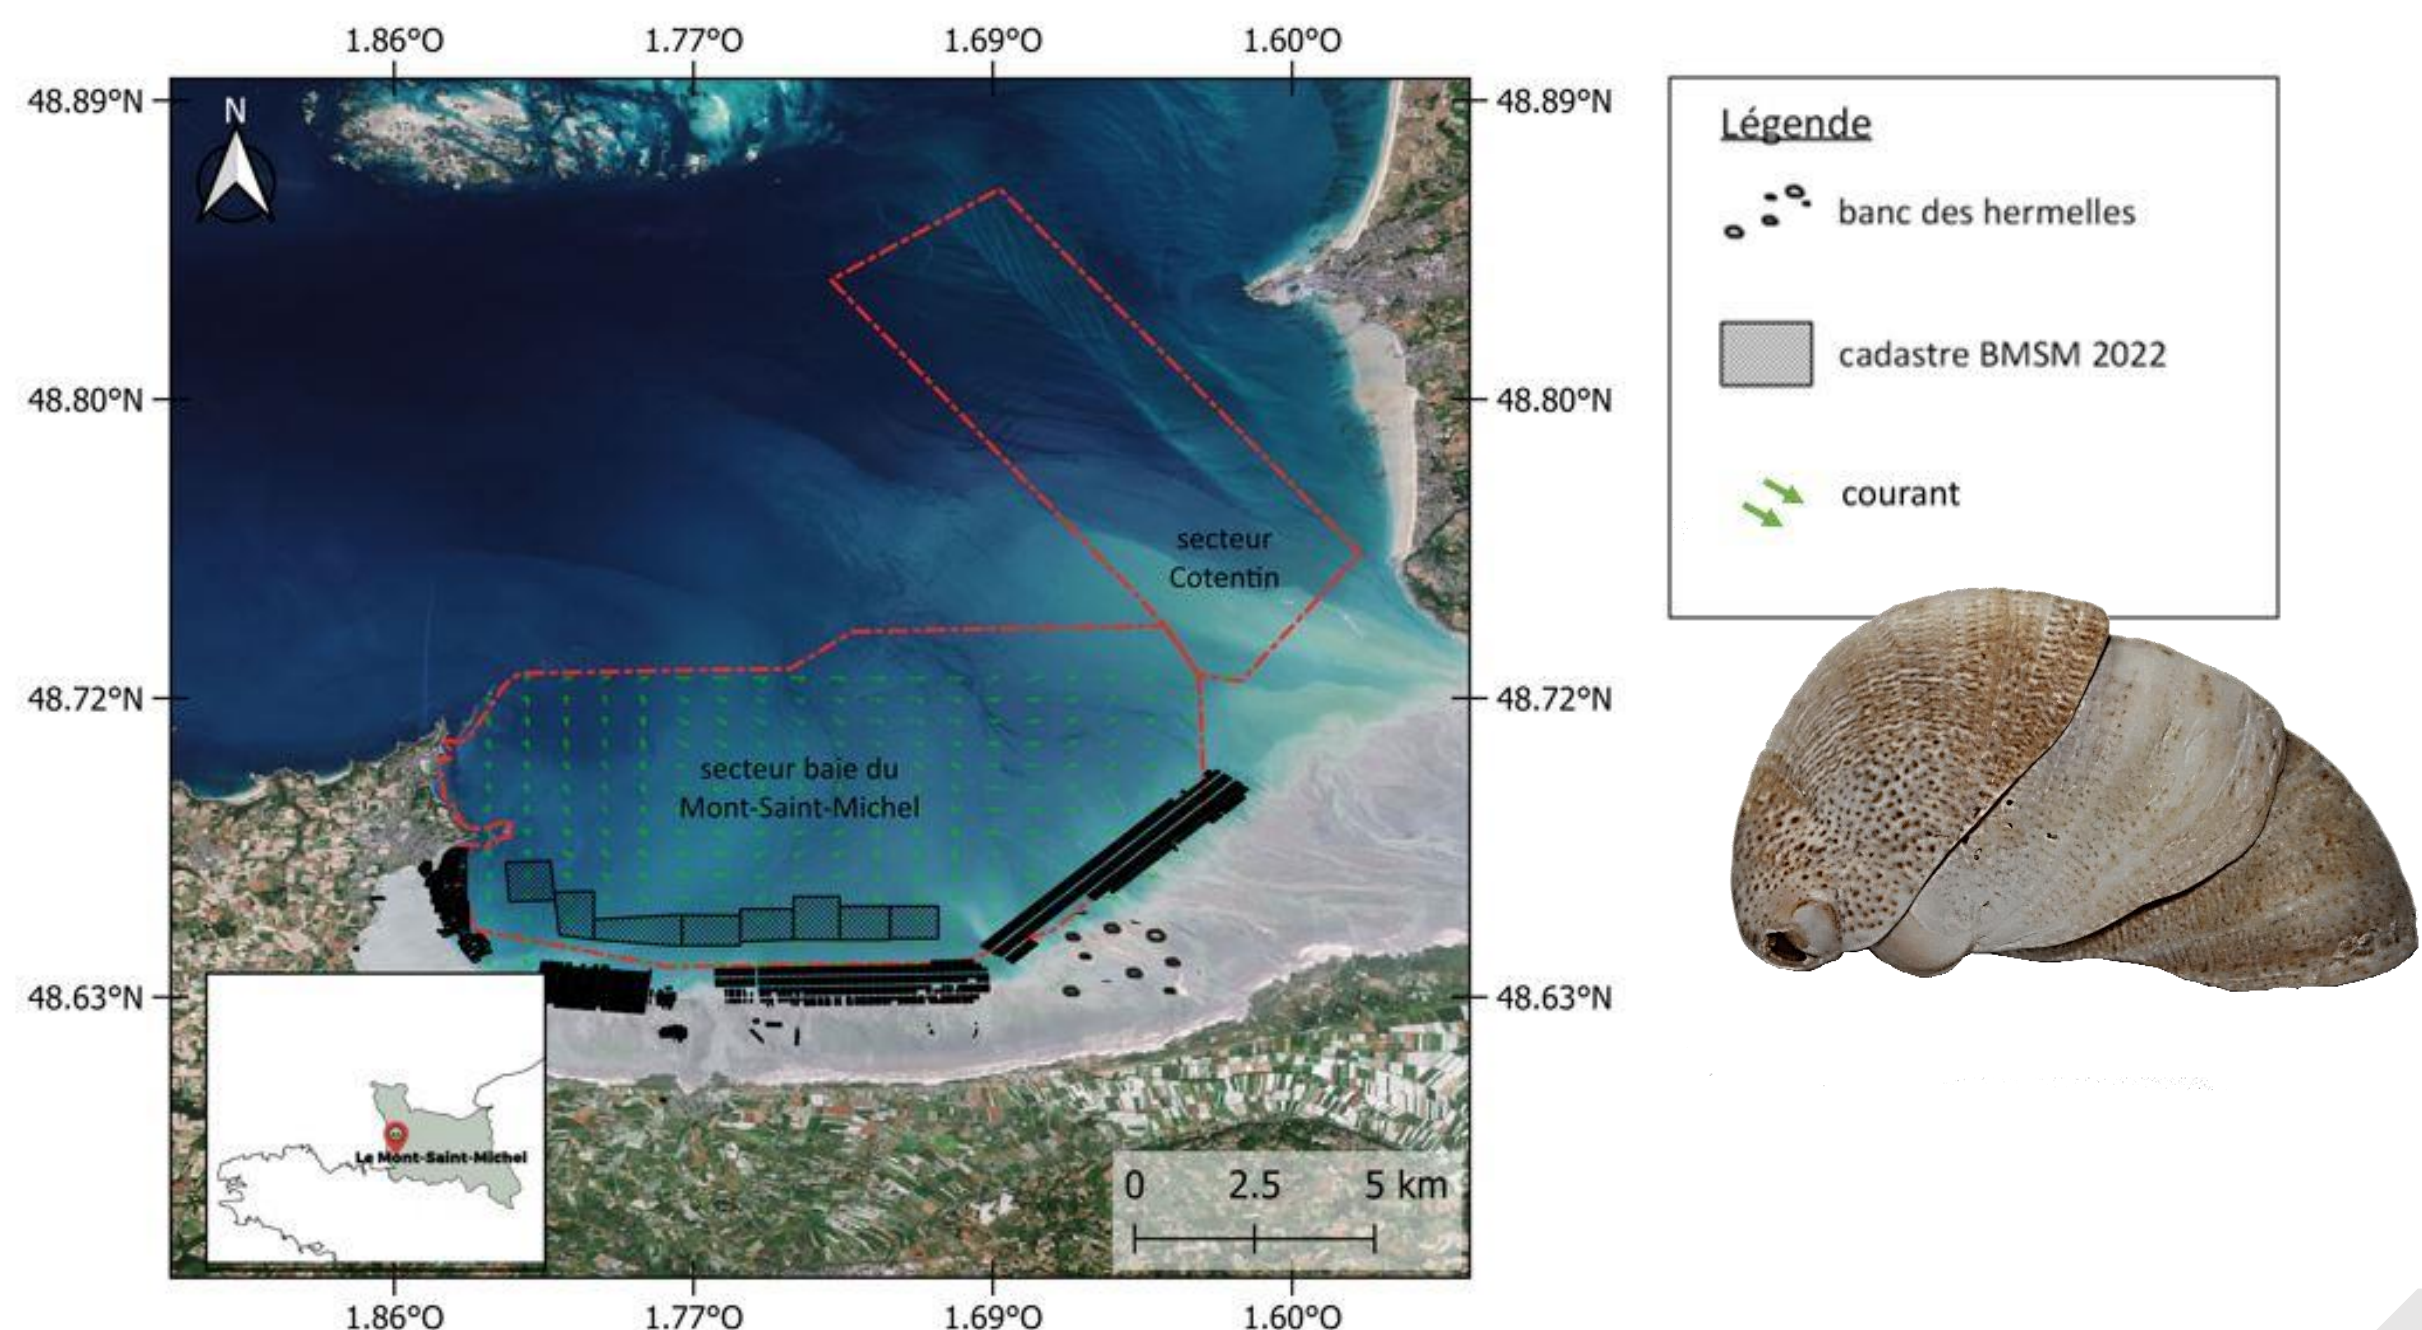 1.86°O 1.77°O 1.69°O 1.60°O
48.89°N 48.89°N
N
Légende
banc des hermelles
cadastre BMSM 2022
48.80°N 48.80°N
courant
secteur
Cotentin
48.72°N 48.72°N
secteur baie du
Mont-Saint-Michel
48.63°N 48.63°N
Le Mont-Saint-Michel
0 2.5 5 km
1.86°O 1.77°O 1.69°O 1.60°O